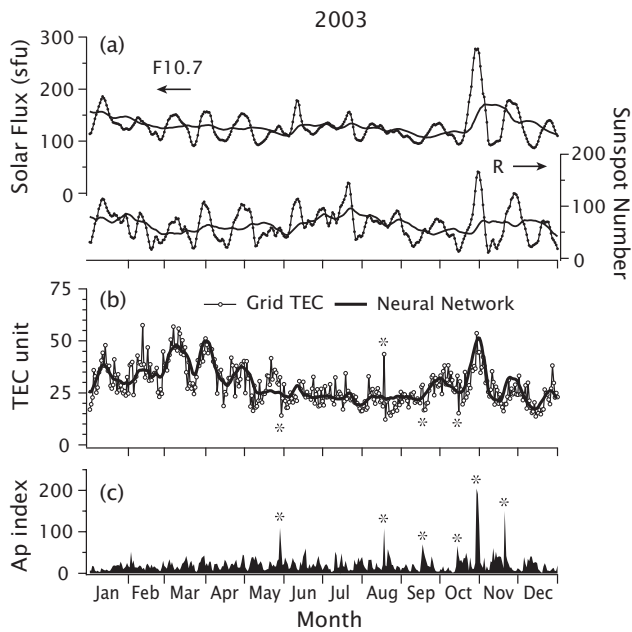 2003
(a)
Solar Flux (sfu)
300
200
100
0
F10.7
←
R →
200
100
0
Sunspot Number
(b)
TEC unit
75
50
25
0
Grid TEC Neural Network
*
*
*
*
(c)
Ap index
200
100
0
*
*
*
*
*
*
Jan Feb Mar Apr May Jun Jul Aug Sep Oct Nov Dec
Month